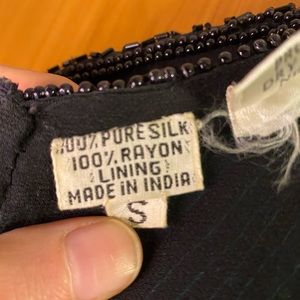 100% PURE SILK
100% RAYON
LINING
MADE IN INDIA
S